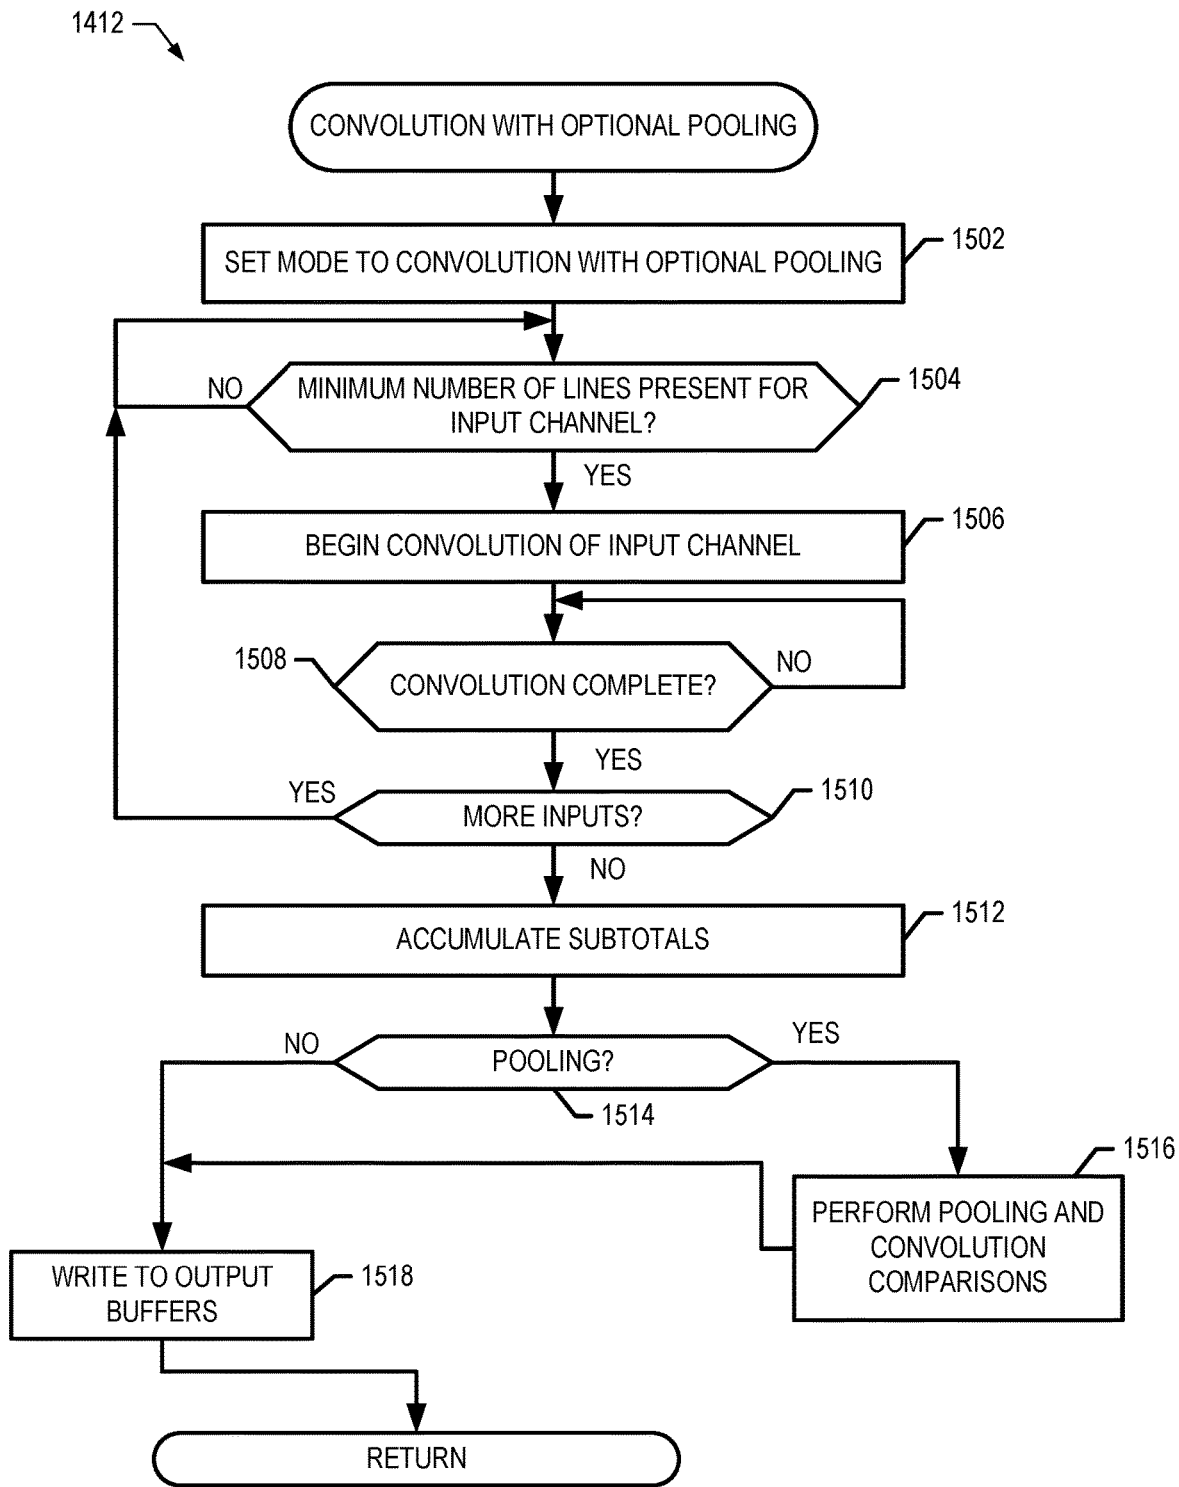 1412
CONVOLUTION WITH OPTIONAL POOLING
SET MODE TO CONVOLUTION WITH OPTIONAL POOLING
1502
NO
MINIMUM NUMBER OF LINES PRESENT FOR
INPUT CHANNEL?
1504
YES
BEGIN CONVOLUTION OF INPUT CHANNEL
1506
1508
CONVOLUTION COMPLETE?
NO
YES
YES
MORE INPUTS?
1510
NO
ACCUMULATE SUBTOTALS
1512
NO
POOLING?
YES
1514
1516
PERFORM POOLING AND
CONVOLUTION
COMPARISONS
WRITE TO OUTPUT
BUFFERS
1518
RETURN